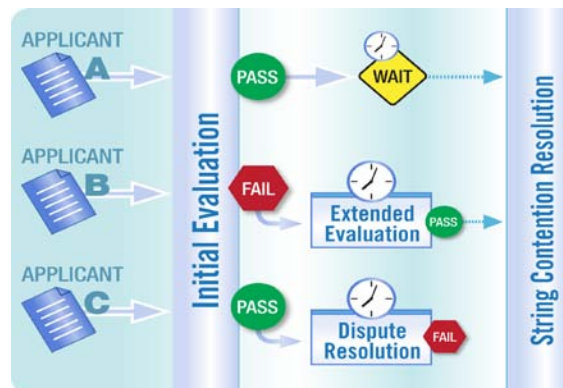 APPLICANT
A
PASS
WAIT
APPLICANT
B
FAIL
Extended
Evaluation
PASS
APPLICANT
C
PASS
Dispute
Resolution
FAIL
Initial Evaluation
String Contention Resolution